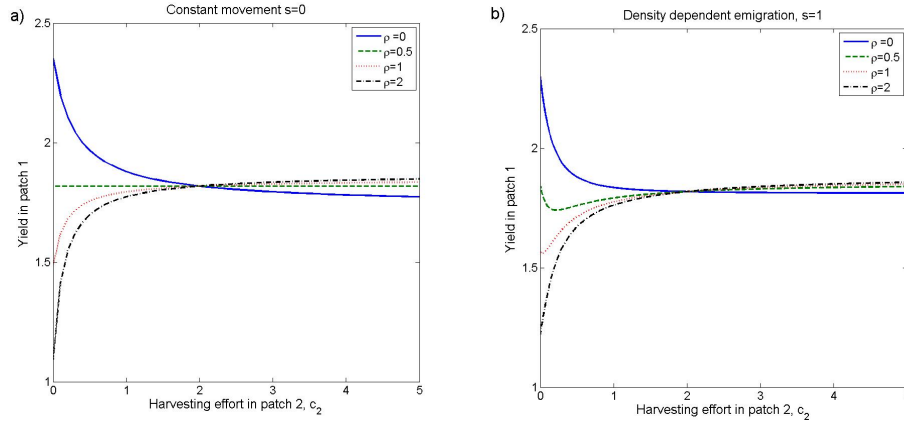 a)
Constant movement s=0
2.5
2
1.5
1
Yield in patch 1
ρ =0
ρ=0.5
ρ=1
ρ=2
0 1 2 3 4 5
Harvesting effort in patch 2, c₂
b)
Density dependent emigration, s=1
2.5
2
1.5
1
Yield in patch 1
ρ =0
ρ=0.5
ρ=1
ρ=2
0 1 2 3 4 5
Harvesting effort in patch 2, c₂